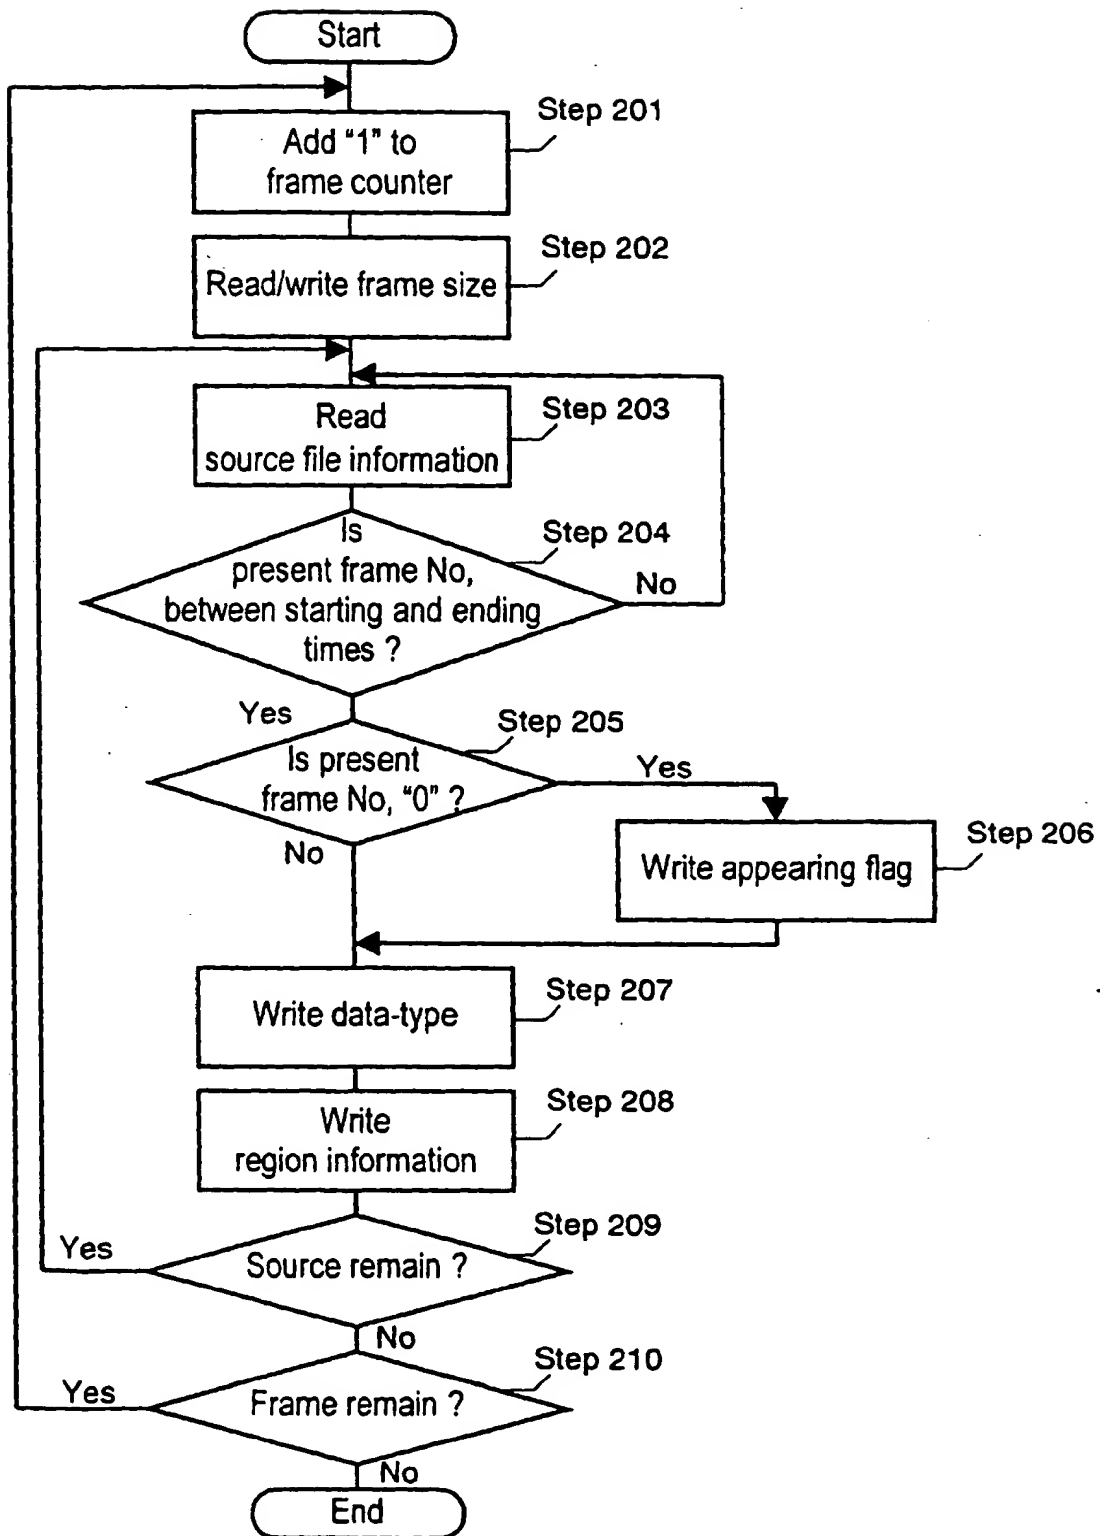 Start
Step 201
Add "1" to
frame counter
Step 202
Read/write frame size
Step 203
Read
source file information
Step 204
Is
present frame No,
between starting and ending
times ?
No
Yes
Step 205
Is present
frame No, "0" ?
Yes
No
Step 206
Write appearing flag
Step 207
Write data-type
Step 208
Write
region information
Step 209
Source remain ?
Yes
No
Step 210
Frame remain ?
Yes
No
End